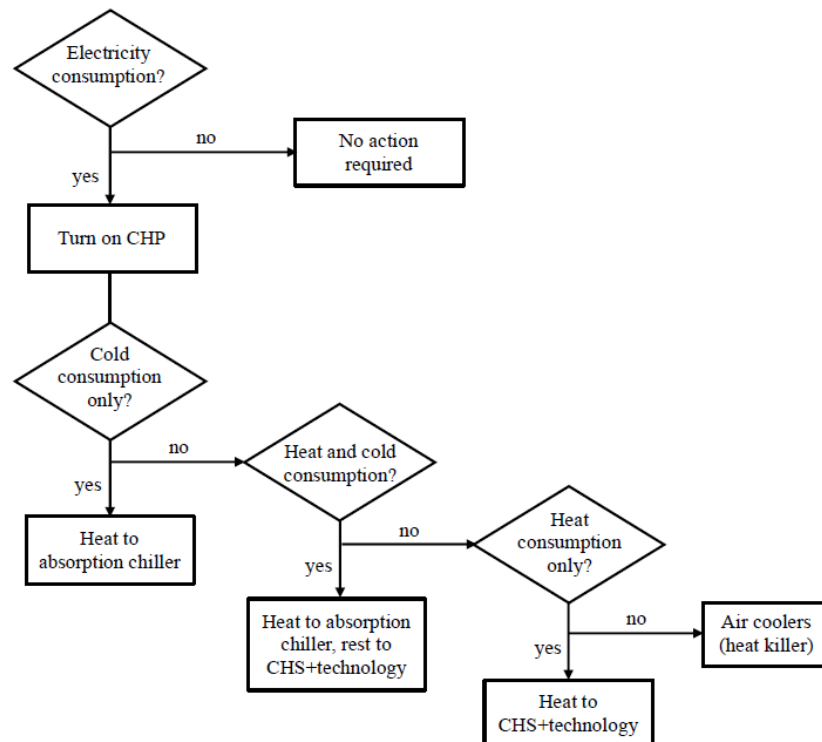 Electricity
consumption?
no
No action
required
yes
Turn on CHP
Cold
consumption
only?
no
Heat and cold
consumption?
yes
Heat to
absorption chiller
no
Heat
consumption
only?
yes
Heat to absorption
chiller, rest to
CHS+technology
no
Air coolers
(heat killer)
yes
Heat to
CHS+technology